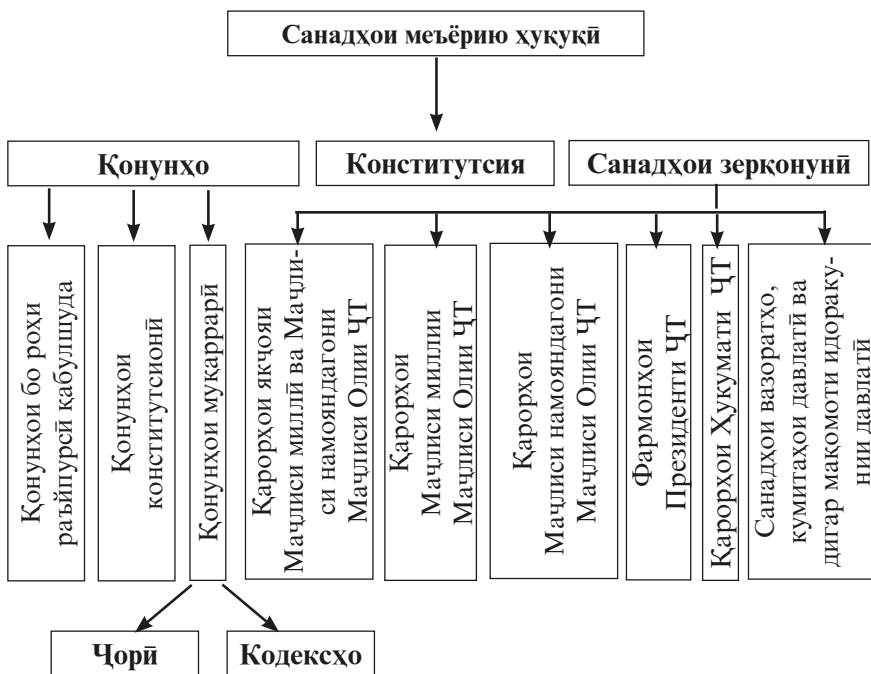 Санадҳои меъёрию ҳуқуқӣ
Қонунҳо
Конститутсия
Санадҳои зерқонунӣ
Қонунҳои бо роҳи
раъйпурсӣ қабулшуда
Қонунҳои
конститутсионӣ
Қонунҳои муқаррарӣ
Қарорҳои якҷояи
Маҷлиси миллӣ ва Маҷли-
си намояндагони
Маҷлиси Олии ҶТ
Қарорҳои
Маҷлиси миллии
Маҷлиси Олии ҶТ
Қарорҳои
Маҷлиси намояндагони
Маҷлиси Олии ҶТ
Фармонҳои
Президенти ҶТ
Қарорҳои Ҳукумати ҶТ
Санадҳои вазоратҳо,
кумитаҳои давлатӣ ва
дигар мақомоти идораку-
нии давлатӣ
Ҷорӣ
Кодексҳо